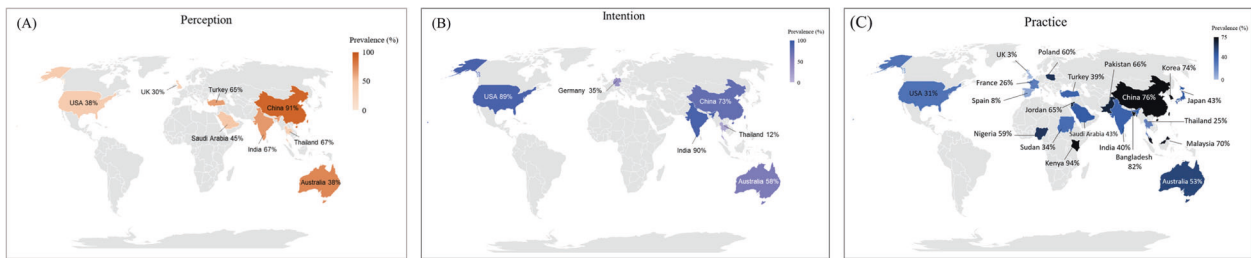 (A)
Perception
Prevalence (%)
100
50
0
UK 30%
Turkey 65%
USA 38%
China 91%
Saudi Arabia 45%
Thailand 67%
India 67%
Australia 38%
(B)
Intention
Prevalence (%)
100
0
Germany 35%
USA 89%
China 73%
Thailand 12%
India 90%
Australia 58%
(C)
Practice
Prevalence (%)
75
40
0
UK 3%
Poland 60%
Pakistan 66%
Korea 74%
France 26%
Turkey 39%
USA 31%
China 76%
Spain 8%
Japan 43%
Jordan 65%
Thailand 25%
Nigeria 59%
Saudi Arabia 43%
Sudan 34%
India 40%
Malaysia 70%
Kenya 94%
Bangladesh
82%
Australia 53%